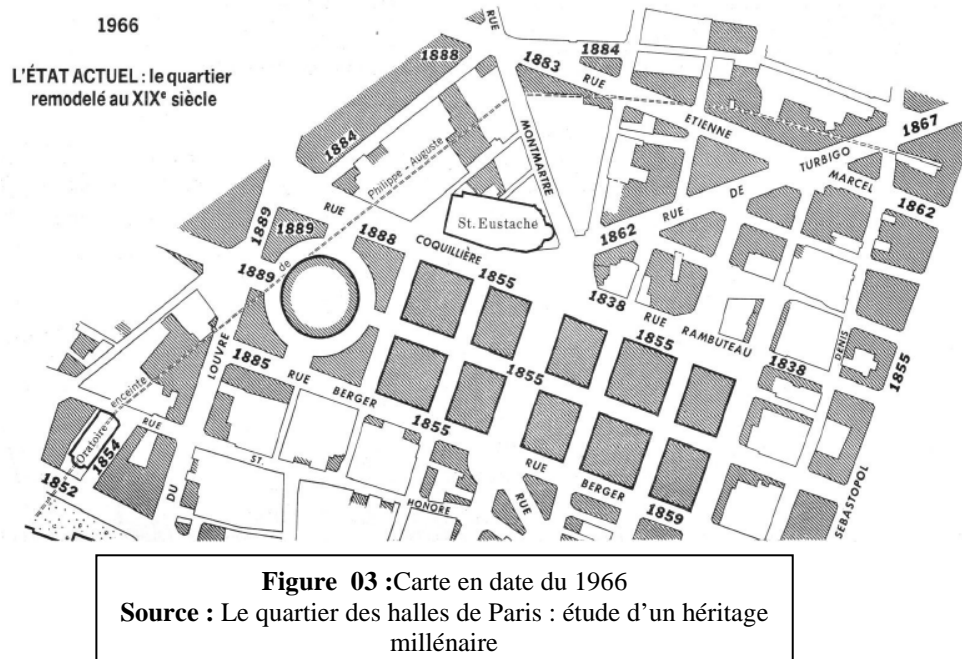 1966
L'ÉTAT ACTUEL : le quartier
remodelé au XIXe siècle
RUE
1888
1884
1883
RUE
ETIENNE
MONTMARTRE
1884
Philippe-Auguste
TURBIGO
1867
MARCEL
RUE
1889
1889
St. Eustache
1862
RUE
DE
1862
1889
de
1888
COQUILLIÈRE
1855
1838
RUE
RAMBUTEAU
LOUVRE
1885
RUE
BERGER
1855
1855
1838
DENIS
1855
enceinte
RUE
1855
Oratoire
1854
ST.
RUE
BERGER
1852
DU
HONORE
RUE
1859
SEBASTOPOL
Figure 03 :Carte en date du 1966
Source : Le quartier des halles de Paris : étude d'un héritage
millénaire